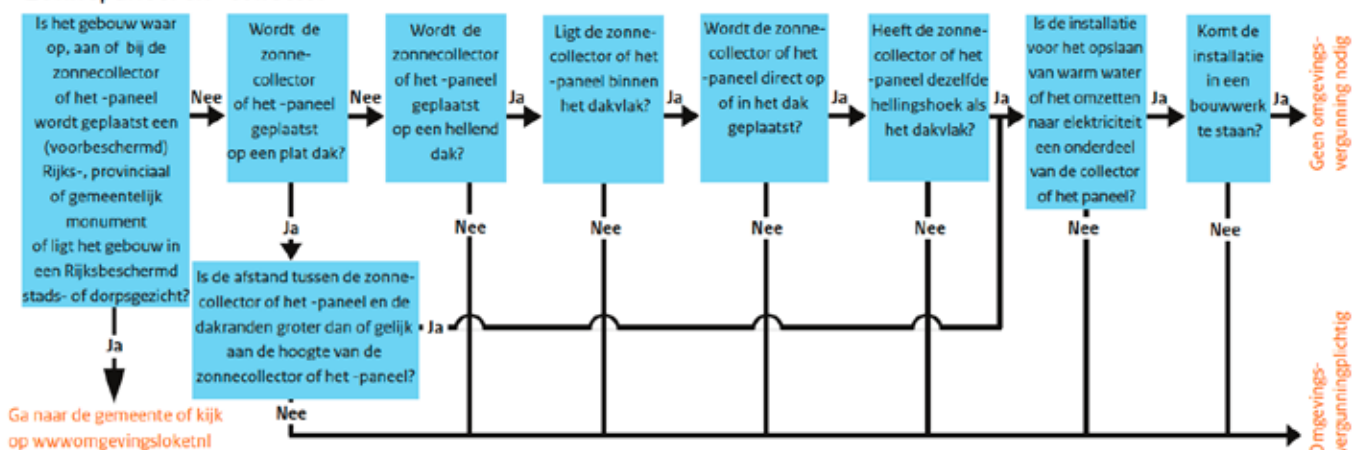 Is het gebouw waar
op, aan of bij de
zonnecollector
of het -paneel
wordt geplaatst een
(voorbeschermd)
Rijks-, provinciaal
of gemeentelijk
monument
of ligt het gebouw in
een Rijksbeschermd
stads- of dorpsgezicht?
Nee
Ja
Ga naar de gemeente of kijk
op wwwomgevingsloketnl
Wordt de
zonne-
collector
of het -paneel
geplaatst
op een plat dak?
Nee
Ja
Is de afstand tussen de zonne-
collector of het -paneel en de
dakranden groter dan of gelijk
aan de hoogte van de
zonnecollector of het -paneel?
Ja
Nee
Wordt de
zonnecollector
of het -paneel
geplaatst
op een hellend
dak?
Ja
Nee
Ligt de zonne-
collector of het
-paneel binnen
het dakvlak?
Ja
Nee
Wordt de zonne-
collector of het
-paneel direct op
of in het dak
geplaatst?
Ja
Nee
Heeft de zonne-
collector of het
-paneel dezelfde
hellingshoek als
het dakvlak?
Ja
Nee
Is de installatie
voor het opslaan
van warm water
of het omzetten
naar elektriciteit
een onderdeel
van de collector
of het paneel?
Ja
Nee
Komt de
installatie
in een
bouwwerk
te staan?
Ja
Nee
Geen omgevings-
vergunning nodig
Omgevings-
vergunningplichtig